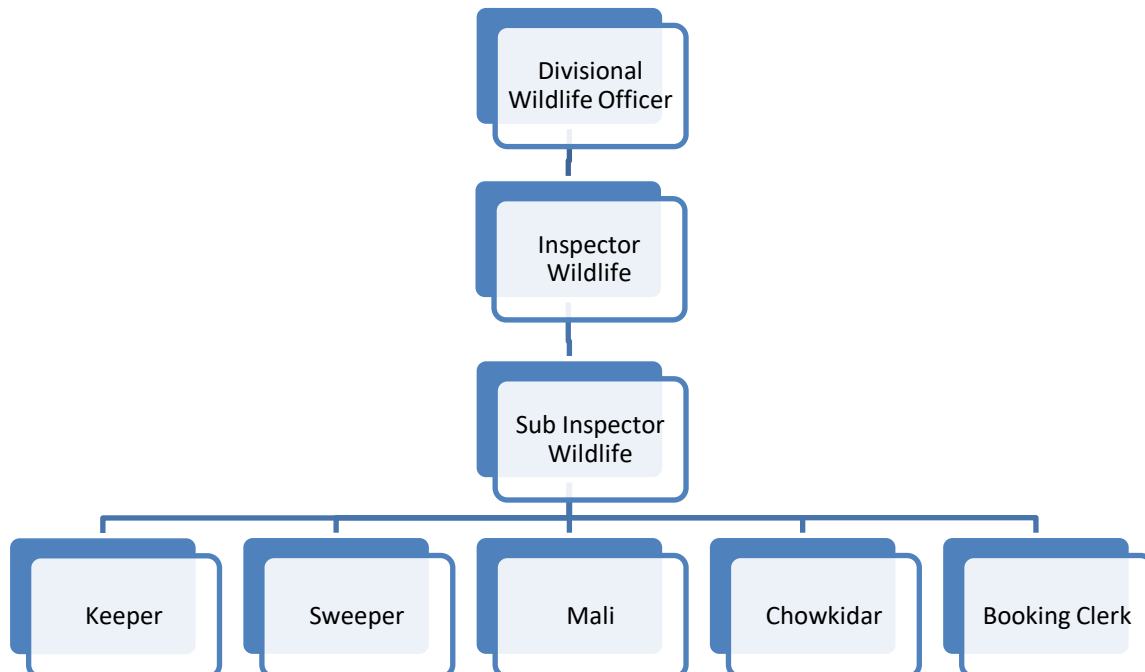 Divisional
Wildlife Officer
Inspector
Wildlife
Sub Inspector
Wildlife
Keeper
Sweeper
Mali
Chowkidar
Booking Clerk